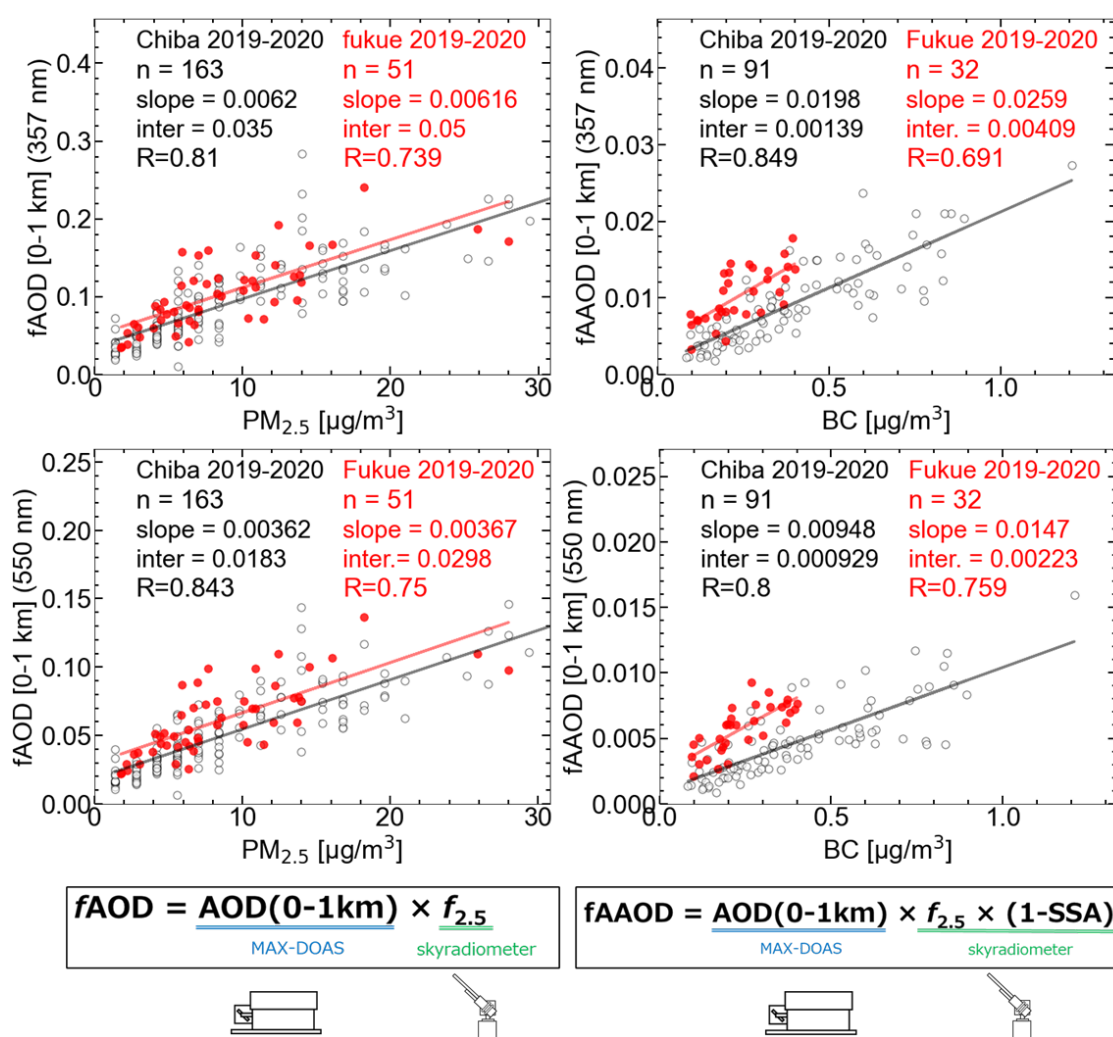 Chiba 2019-2020
n = 163
slope = 0.0062
inter = 0.035
R=0.81
fukue 2019-2020
n = 51
slope = 0.00616
inter = 0.05
R=0.739
fAOD [0-1 km] (357 nm)
0.4
0.3
0.2
0.1
0.0
0
10
20
30
PM2.5 [µg/m³]
Chiba 2019-2020
n = 91
slope = 0.0198
inter = 0.00139
R=0.849
Fukue 2019-2020
n = 32
slope = 0.0259
inter. = 0.00409
R=0.691
fAAOD [0-1 km] (357 nm)
0.04
0.03
0.02
0.01
0.00
0.0
0.5
1.0
BC [µg/m³]
Chiba 2019-2020
n = 163
slope = 0.00362
inter = 0.0183
R=0.843
Fukue 2019-2020
n = 51
slope = 0.00367
inter.= 0.0298
R=0.75
fAOD [0-1 km] (550 nm)
0.25
0.20
0.15
0.10
0.05
0.00
0
10
20
30
PM2.5 [µg/m³]
Chiba 2019-2020
n = 91
slope = 0.00948
inter = 0.000929
R=0.8
Fukue 2019-2020
n = 32
slope = 0.0147
inter. = 0.00223
R=0.759
fAAOD [0-1 km] (550 nm)
0.025
0.020
0.015
0.010
0.005
0.000
0.0
0.5
1.0
BC [µg/m³]
fAOD = AOD(0-1km) × f2.5
MAX-DOAS
skyradiometer
fAAOD = AOD(0-1km) × f2.5 × (1-SSA)
MAX-DOAS
skyradiometer